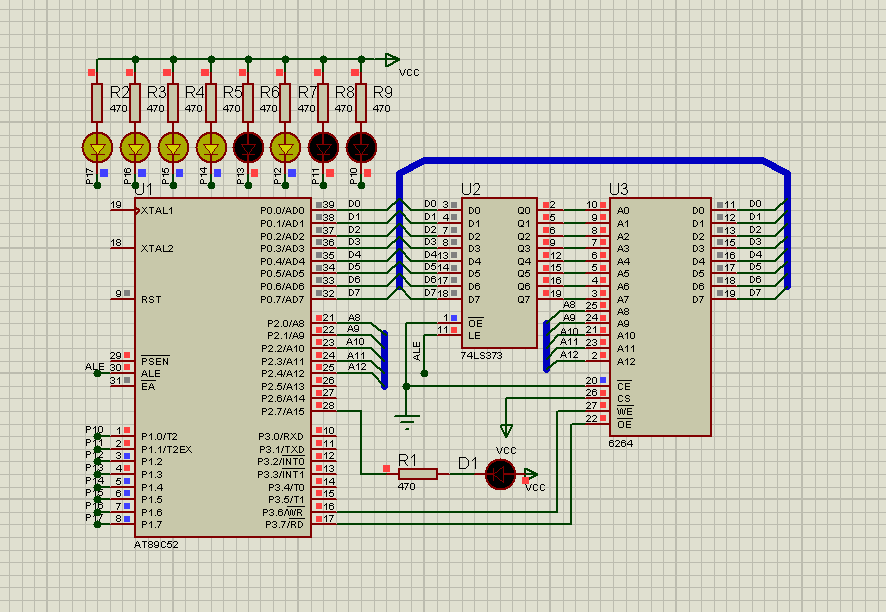 VCC
R2 R3 R4 R5 R6 R7 R8 R9
470 470 470 470 470 470 470 470
P17 P16 P15 P14 P13 P12 P11 P10
U1
19 XTAL1
18 XTAL2
9 RST
29 PSEN
ALE 30 ALE
31 EA
P10 1 P1.0/T2
P11 2 P1.1/T2EX
P12 3 P1.2
P13 4 P1.3
P14 5 P1.4
P15 6 P1.5
P16 7 P1.6
P17 8 P1.7
P0.0/AD0 39 D0
P0.1/AD1 38 D1
P0.2/AD2 37 D2
P0.3/AD3 36 D3
P0.4/AD4 35 D4
P0.5/AD5 34 D5
P0.6/AD6 33 D6
P0.7/AD7 32 D7
P2.0/A8 21 A8
P2.1/A9 22 A9
P2.2/A10 23 A10
P2.3/A11 24 A11
P2.4/A12 25 A12
P2.5/A13 26
P2.6/A14 27
P2.7/A15 28
P3.0/RXD 10
P3.1/TXD 11
P3.2/INT0 12
P3.3/INT1 13
P3.4/T0 14
P3.5/T1 15
P3.6/WR 16
P3.7/RD 17
AT89C52
U2
D0 3 D0 Q0 2
D1 4 D1 Q1 5
D2 7 D2 Q2 6
D3 8 D3 Q3 9
D4 13 D4 Q4 12
D5 14 D5 Q5 15
D6 17 D6 Q6 16
D7 18 D7 Q7 19
1 OE
11 LE
ALE
74LS373
U3
10 A0 D0 11 D0
9 A1 D1 12 D1
8 A2 D2 13 D2
7 A3 D3 15 D3
6 A4 D4 16 D4
5 A5 D5 17 D5
4 A6 D6 18 D6
3 A7 D7 19 D7
A8 25 A8
A9 24 A9
A10 21 A10
A11 23 A11
A12 2 A12
20 CE
26 CS
27 WE
22 OE
6264
VCC
R1
470
D1
VCC